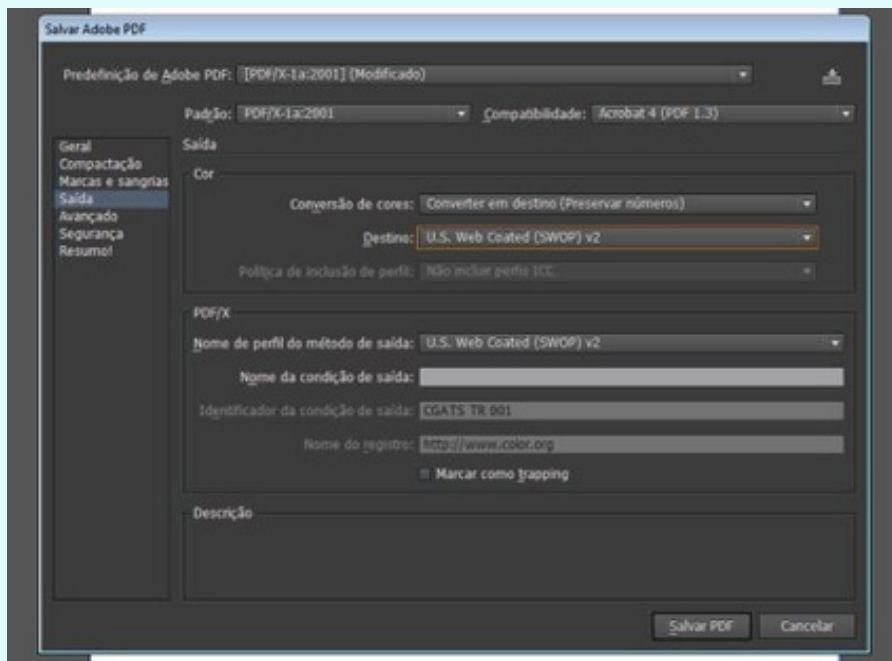 Salvar Adobe PDF
Predefinição de Adobe PDF: [PDF/X-1a:2001] (Modificado)
Padrão: PDF/X-1a:2001 Compatibilidade: Acrobat 4 (PDF 1.3)
Geral
Compactação
Marcas e sangrias
Saída
Avançado
Segurança
Resumo!
Saída
Cor
Conversão de cores: Converter em destino (Preservar números)
Destino: U.S. Web Coated (SWOP) v2
Política de inclusão de perfil: Não incluir perfis ICC
PDF/X
Nome de perfil do método de saída: U.S. Web Coated (SWOP) v2
Nome da condição de saída:
Identificador da condição de saída: CGATS TR 001
Nome do registro: http://www.color.org
Marcar como trapping
Descrição
Salvar PDF Cancelar